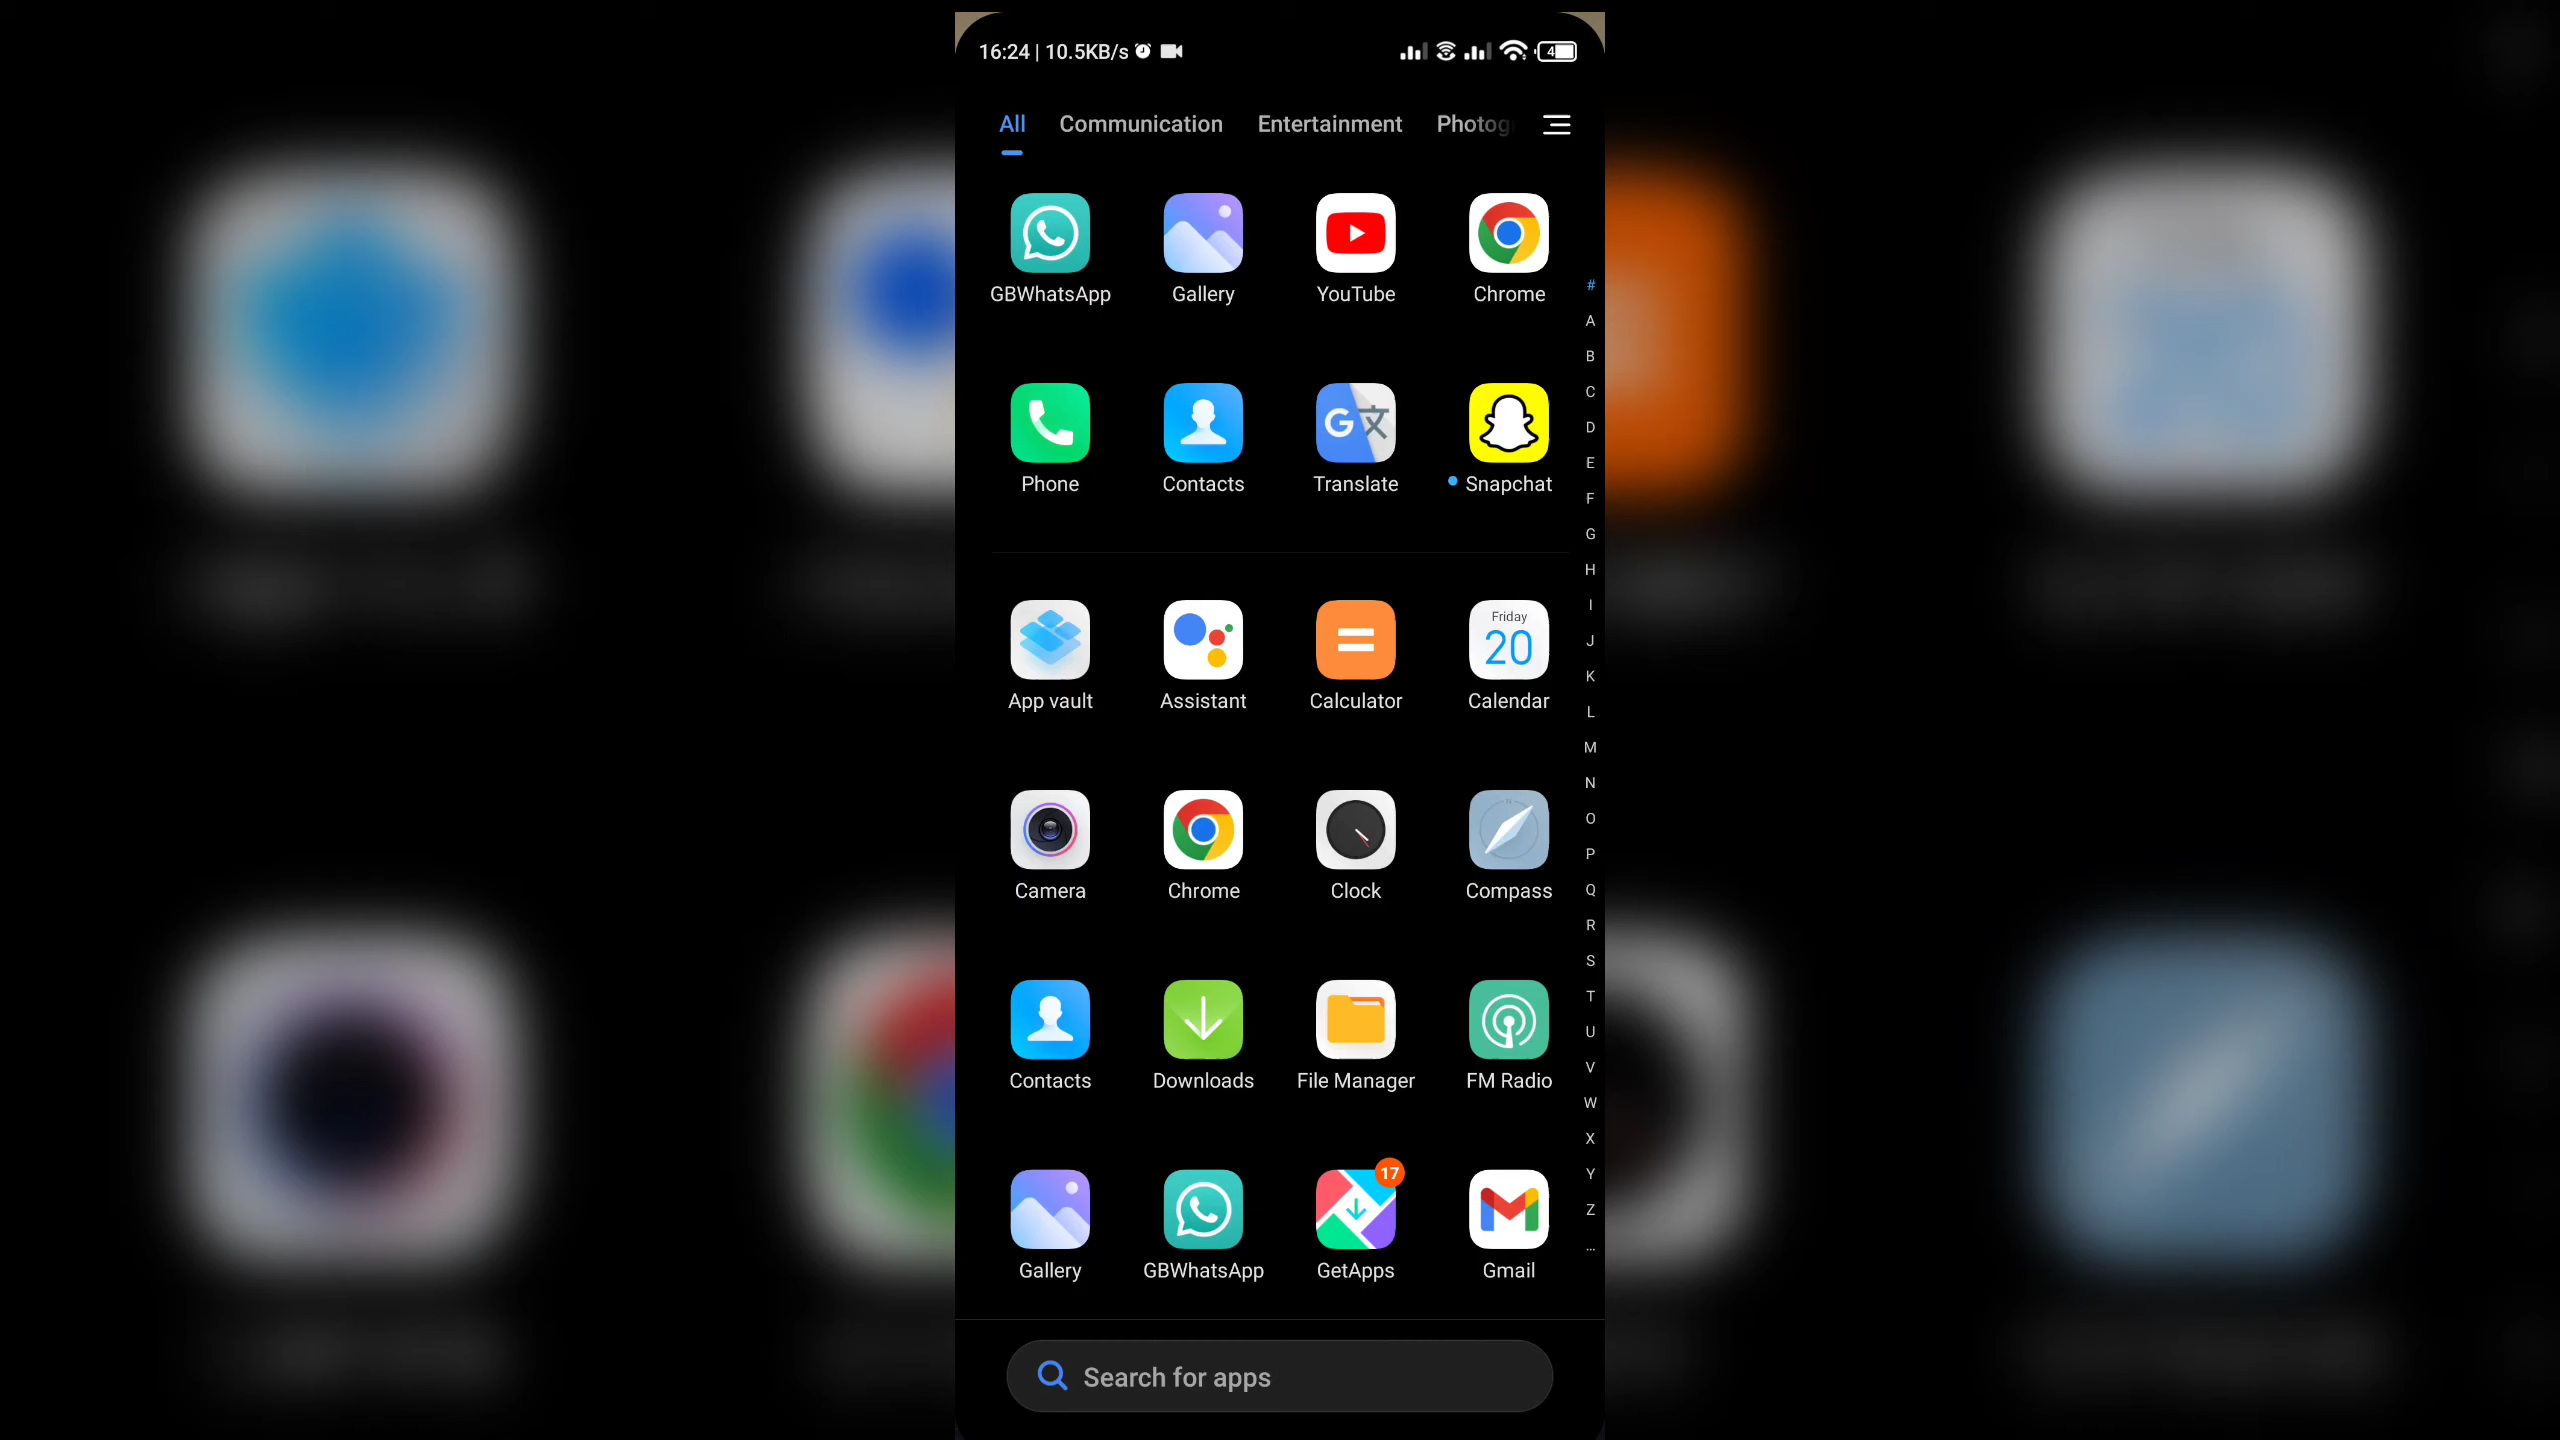 16:24 | 10.5KB/s
All Communication Entertainment Photog
GBWhatsApp Gallery YouTube Chrome
Phone Contacts Translate Snapchat
Friday
20
App vault Assistant Calculator Calendar
Camera Chrome Clock Compass
Contacts Downloads File Manager FM Radio
17
Gallery GBWhatsApp GetApps Gmail
Search for apps
#
A
B
C
D
E
F
G
H
I
J
K
L
M
N
O
P
Q
R
S
T
U
V
W
X
Y
Z
...